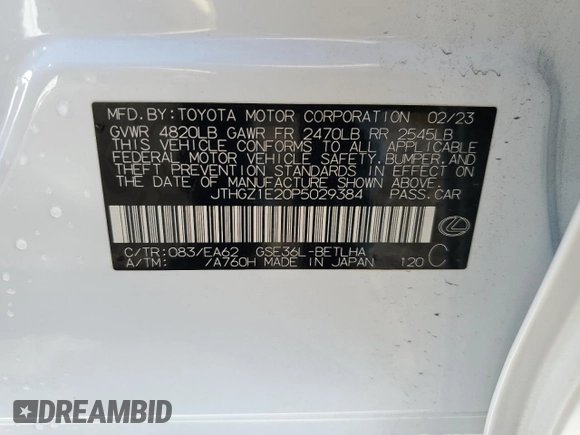 MFD. BY: TOYOTA MOTOR CORPORATION 02/23
GVWR 4820LB GAWR FR 2470LB RR 2545LB
THIS VEHICLE CONFORMS TO ALL APPLICABLE
FEDERAL MOTOR VEHICLE SAFETY, BUMPER, AND
THEFT PREVENTION STANDARDS IN EFFECT ON
THE DATE OF MANUFACTURE SHOWN ABOVE.
JTHGZ1E20P5029384 PASS. CAR
C/TR: 083/EA62 GSE36L-BETLHA
A/TM: /A760H MADE IN JAPAN 120 C
DREAMBID